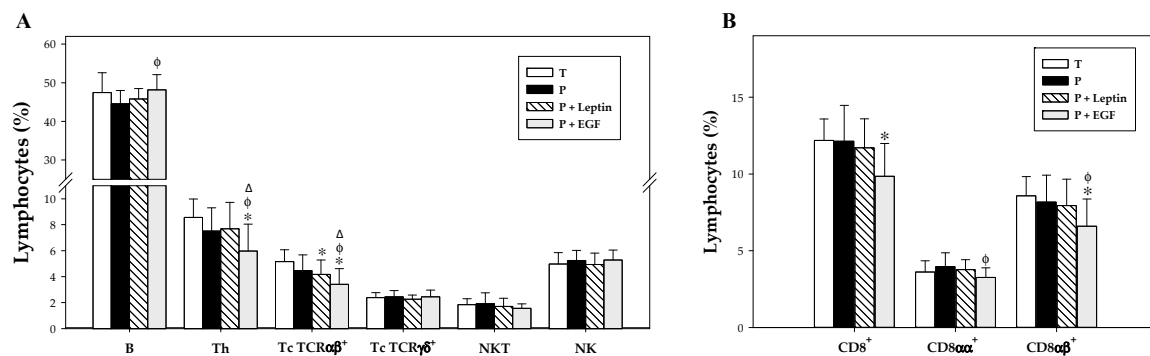 A
Lymphocytes (%)
60
50
40
30
10
8
6
4
2
0
T
P
P + Leptin
P + EGF
ϕ
Δ
ϕ
*
*
Δ
ϕ
*
B Th Tc TCRαβ⁺ Tc TCRγδ⁺ NKT NK
B
Lymphocytes (%)
15
10
5
0
T
P
P + Leptin
P + EGF
*
ϕ
ϕ
*
CD8⁺ CD8αα⁺ CD8αβ⁺